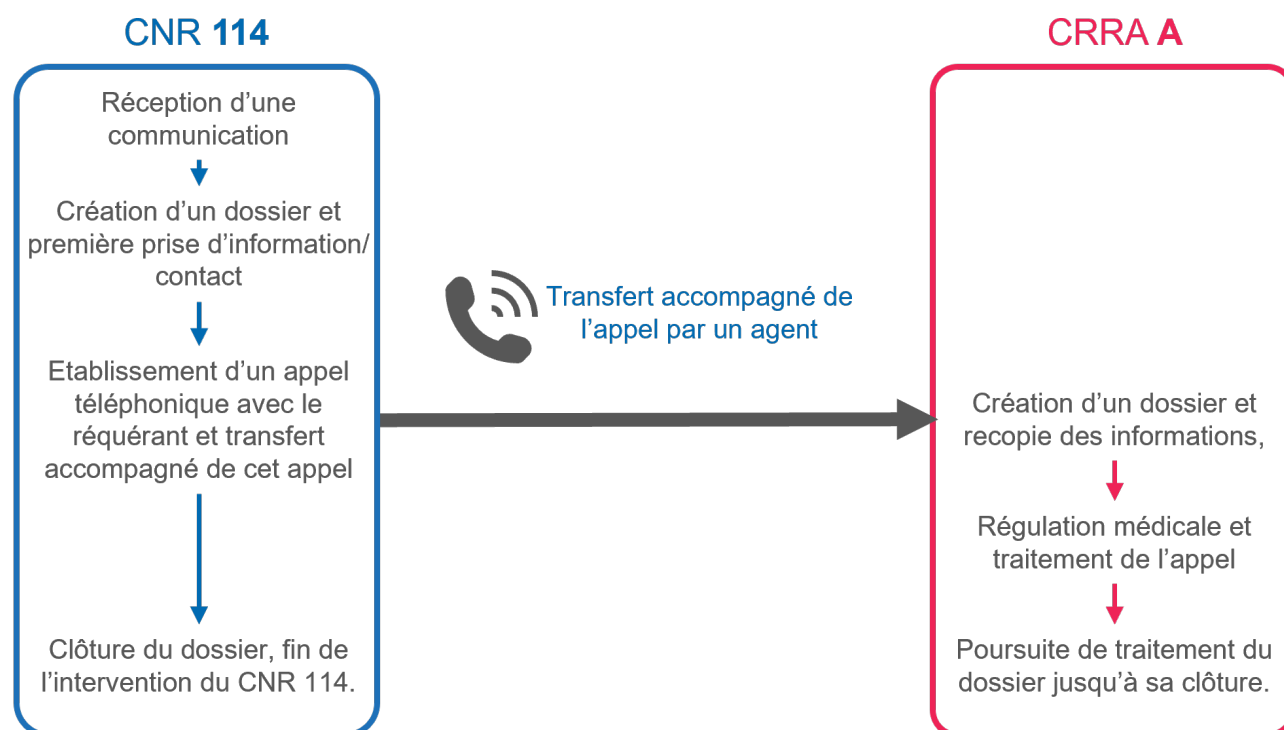 CNR 114
Réception d’une
communication
Création d’un dossier et
première prise d’information/
contact
Etablissement d’un appel
téléphonique avec le
réquérant et transfert
accompagné de cet appel
Clôture du dossier, fin de
l’intervention du CNR 114.
Transfert accompagné de
l’appel par un agent
CRRA A
Création d’un dossier et
recopie des informations,
Régulation médicale et
traitement de l’appel
Poursuite de traitement du
dossier jusqu’à sa clôture.